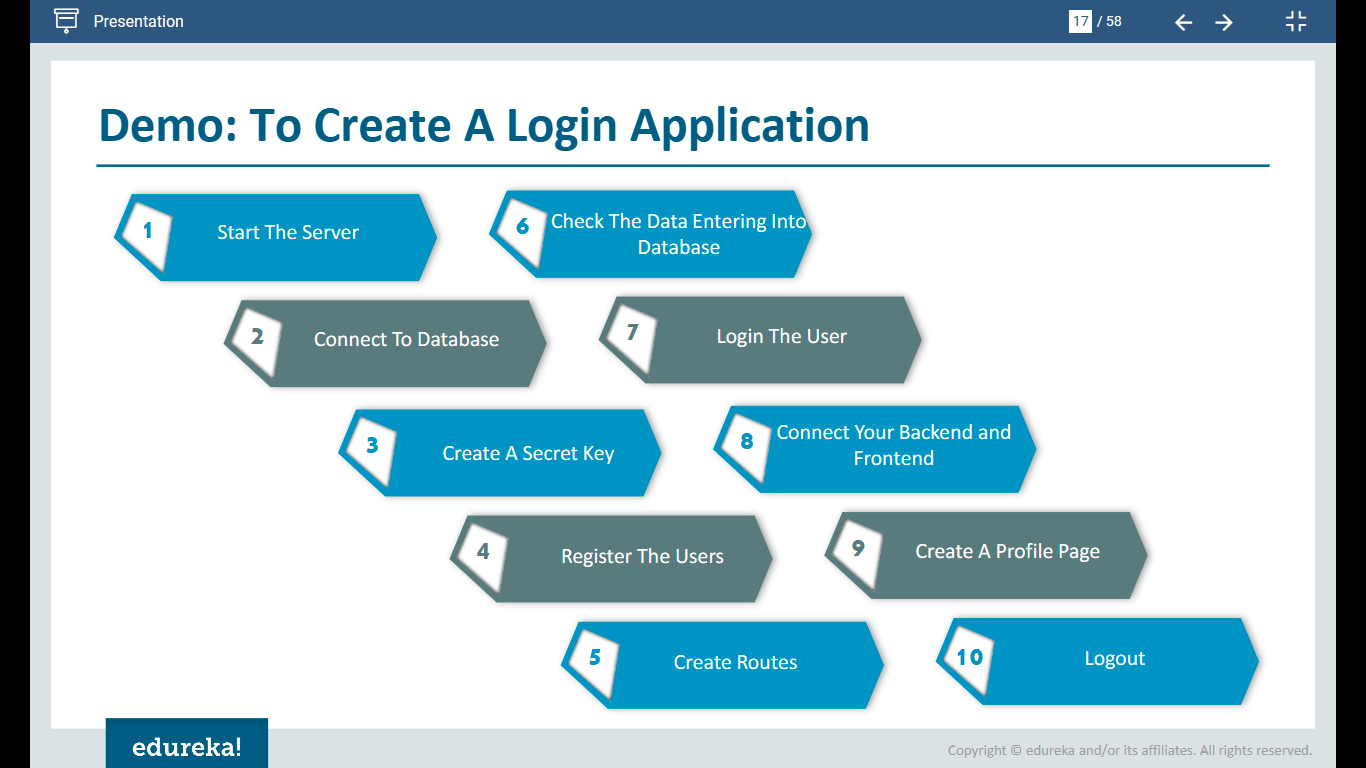 Presentation
17 / 58
Demo: To Create A Login Application
1
Start The Server
2
Connect To Database
3
Create A Secret Key
4
Register The Users
5
Create Routes
6
Check The Data Entering Into
Database
7
Login The User
8
Connect Your Backend and
Frontend
9
Create A Profile Page
10
Logout
edureka!
Copyright © edureka and/or its affiliates. All rights reserved.